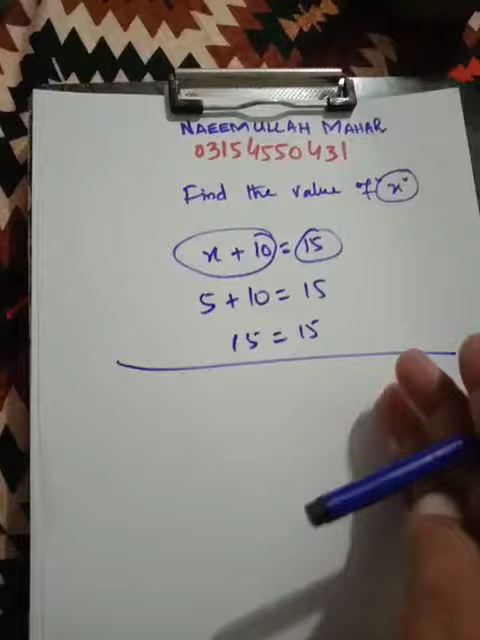 NAEEMULLAH MAHAR
03154550431
Find the value of "x"
x + 10 = 15
5 + 10 = 15
15 = 15